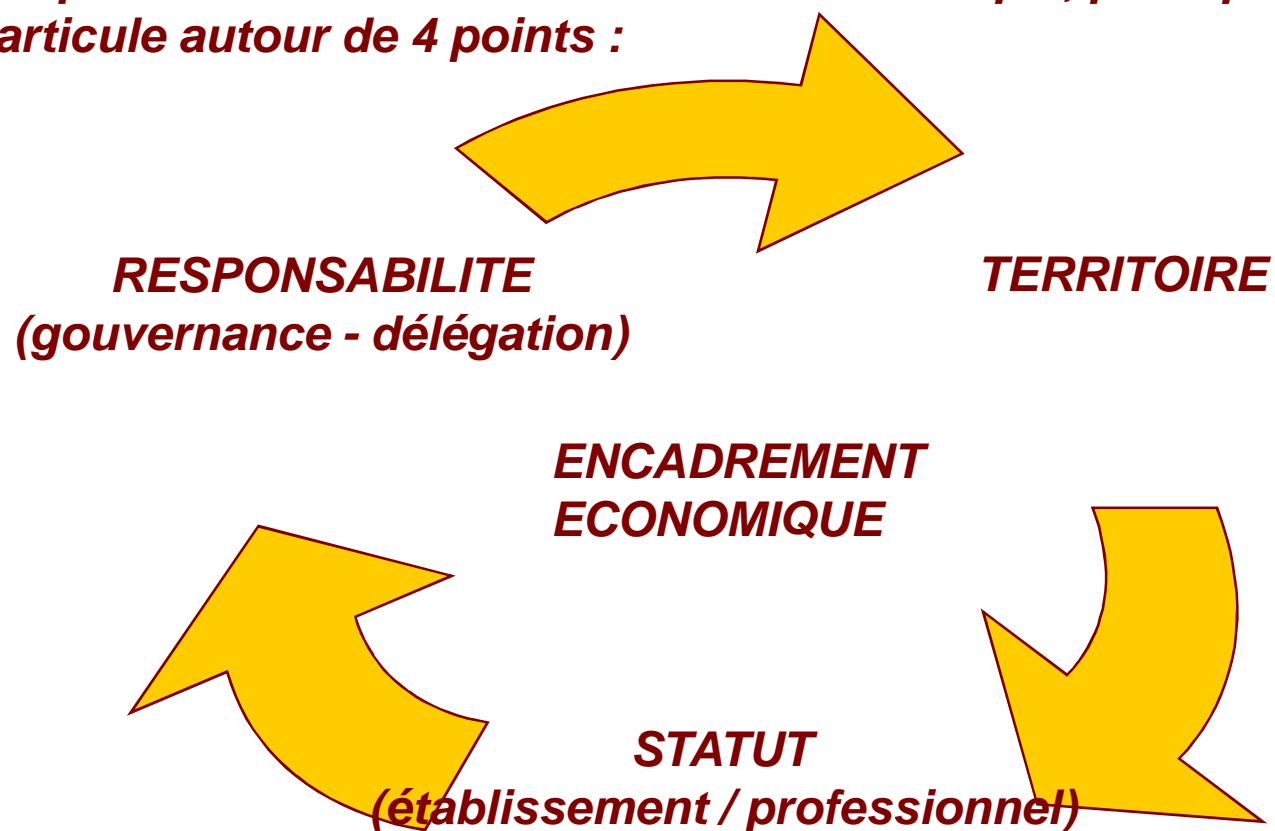 articule autour de 4 points :
RESPONSABILITE
(gouvernance - délégation)
TERRITOIRE
ENCADREMENT
ECONOMIQUE
STATUT
(établissement / professionnel)